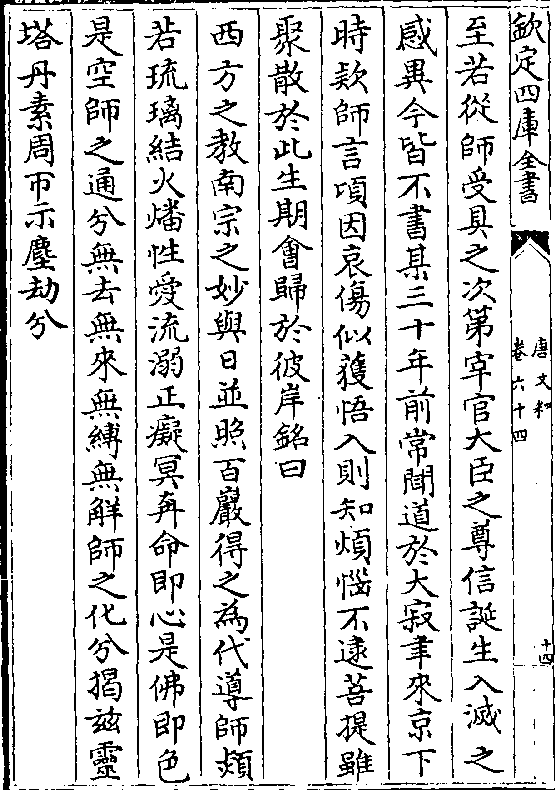 欽定四庫全書
唐文粹
卷六十四
十四
至若從師受具之次第宰官大臣之尊信誕生入滅之
感異今皆不書某三十年前常聞道於大寂聿來京下
時欵師言頃因哀傷似獲悟入則知煩惱不逮菩提雖
聚散於此生期會歸於彼岸銘曰
西方之教南宗之妙與日並照百巖得之為代導師顔
若琉璃結火燔性愛流溺正癡冥奔命即心是佛即色
是空師之通兮無去無來無縛無解師之化兮揭兹靈
塔丹素周帀示塵劫兮